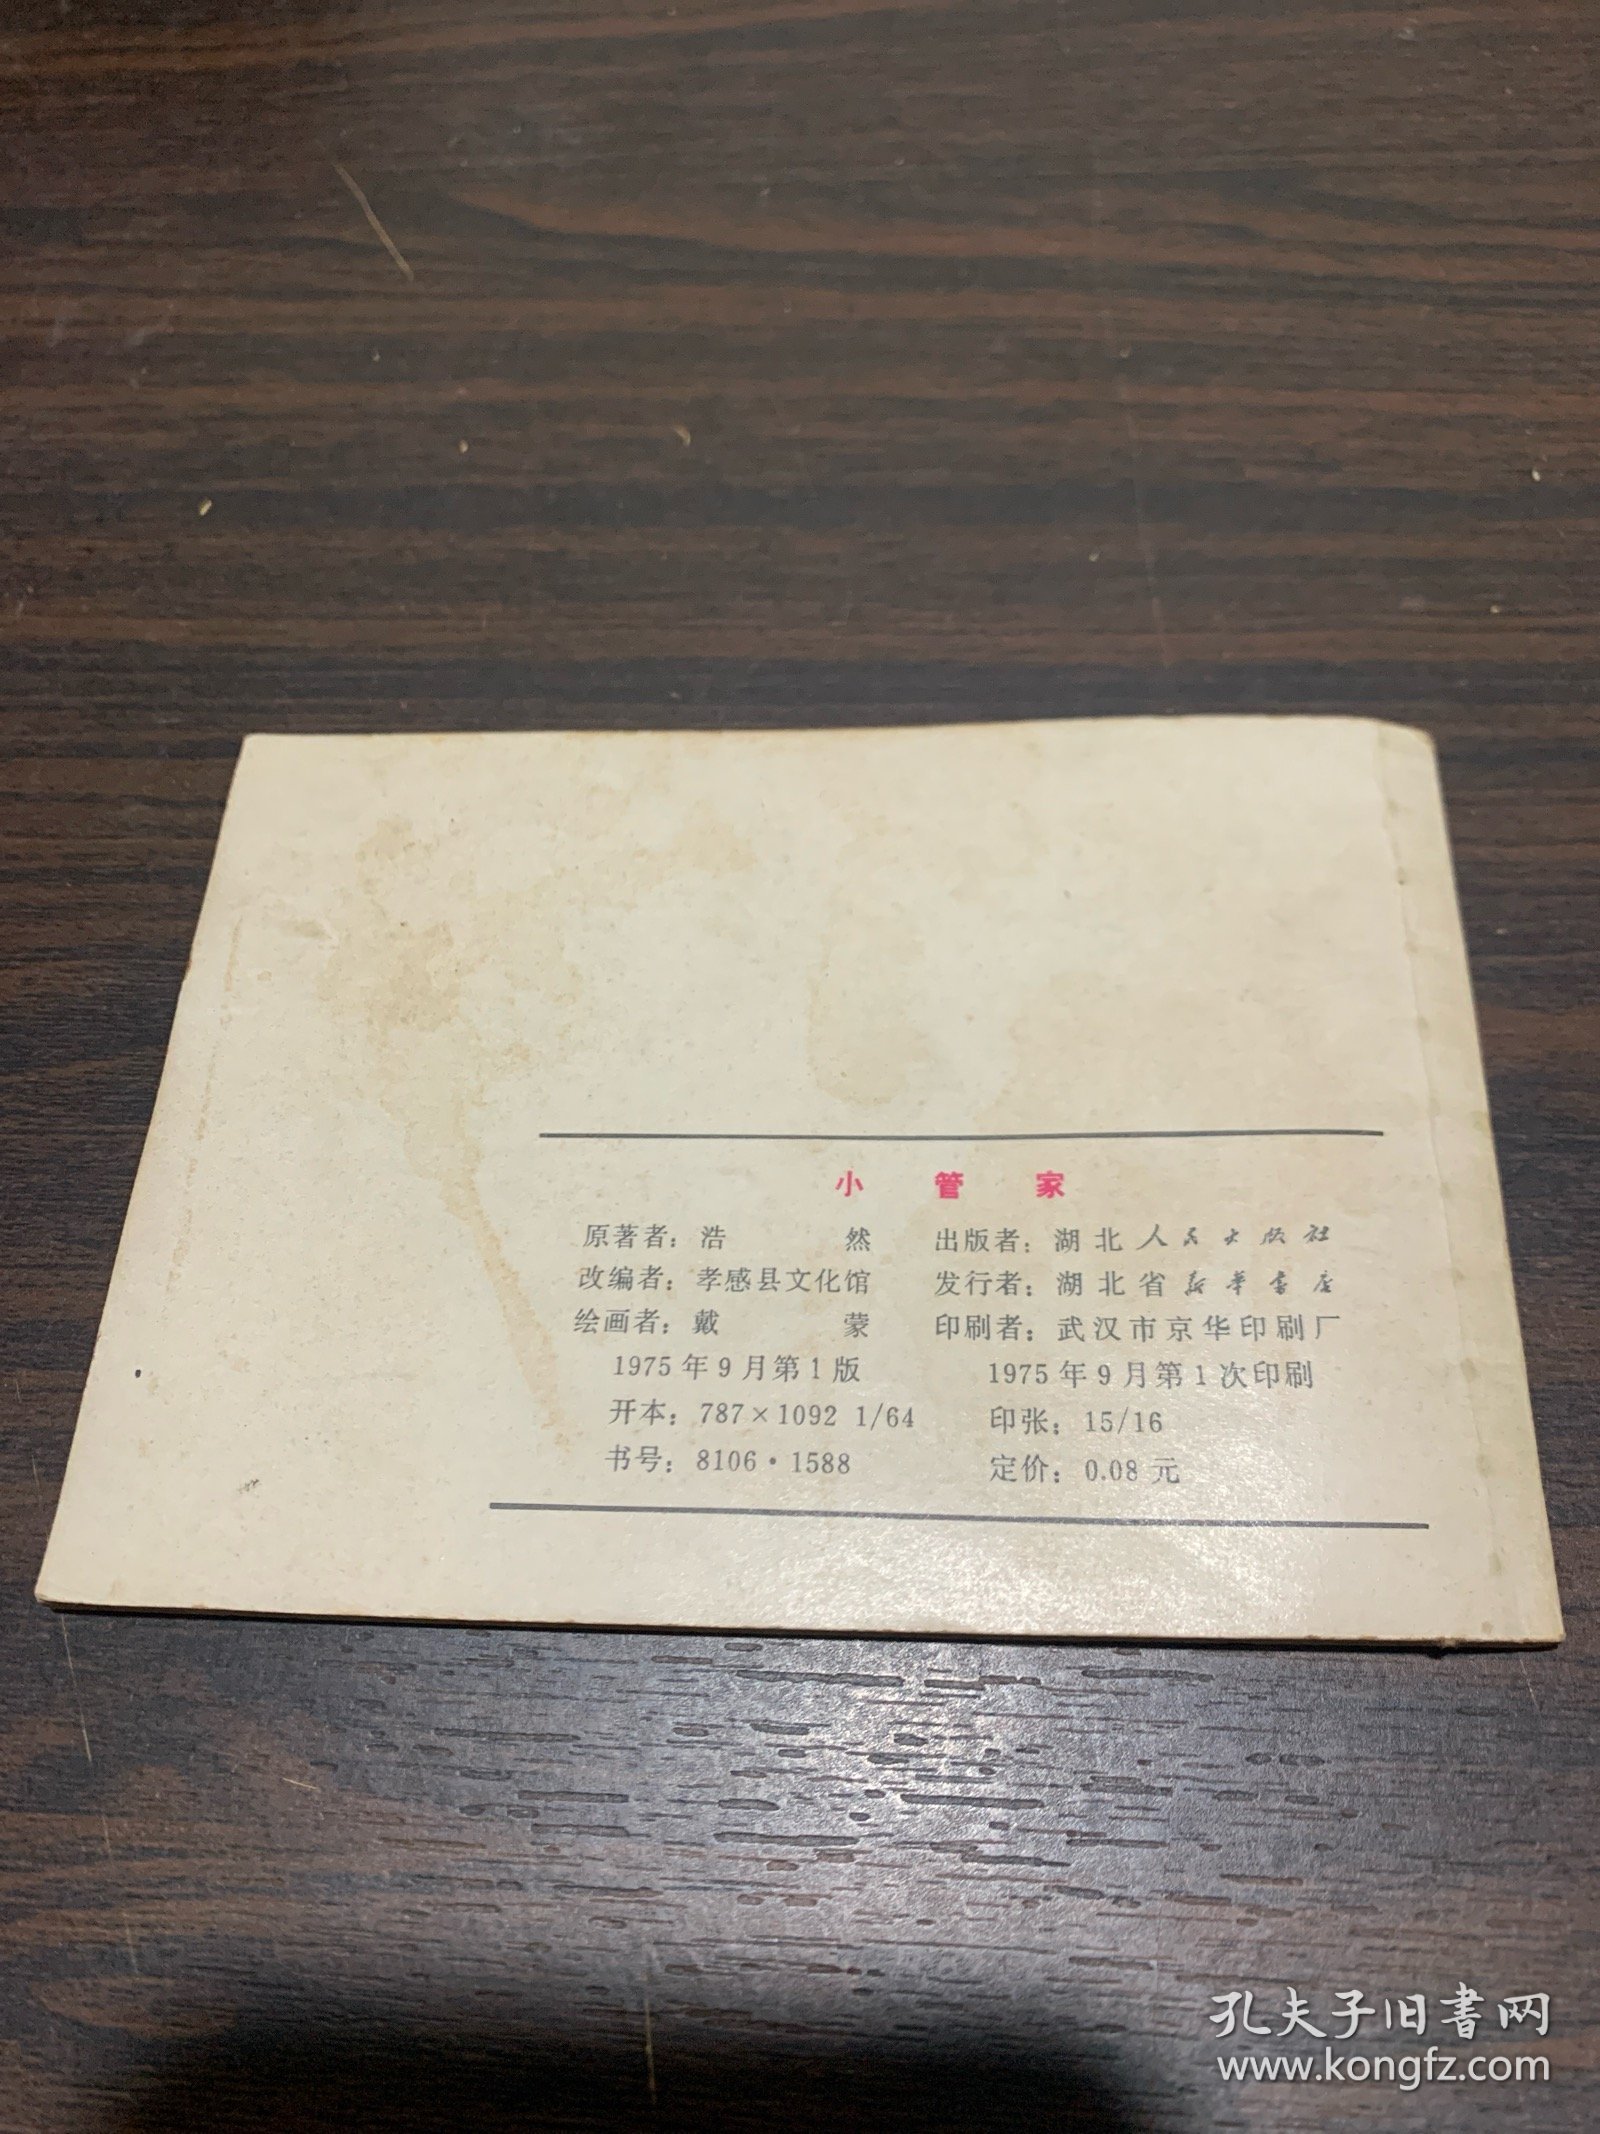 小管家
原著者：浩然 出版者：湖北人民出版社
改编者：孝感县文化馆 发行者：湖北省新华书店
绘画者：戴蒙 印刷者：武汉市京华印刷厂
1975年9月第1版 1975年9月第1次印刷
开本：787×1092 1/64 印张：15/16
书号：8106·1588 定价：0.08元
孔夫子旧书网
www.kongfz.com